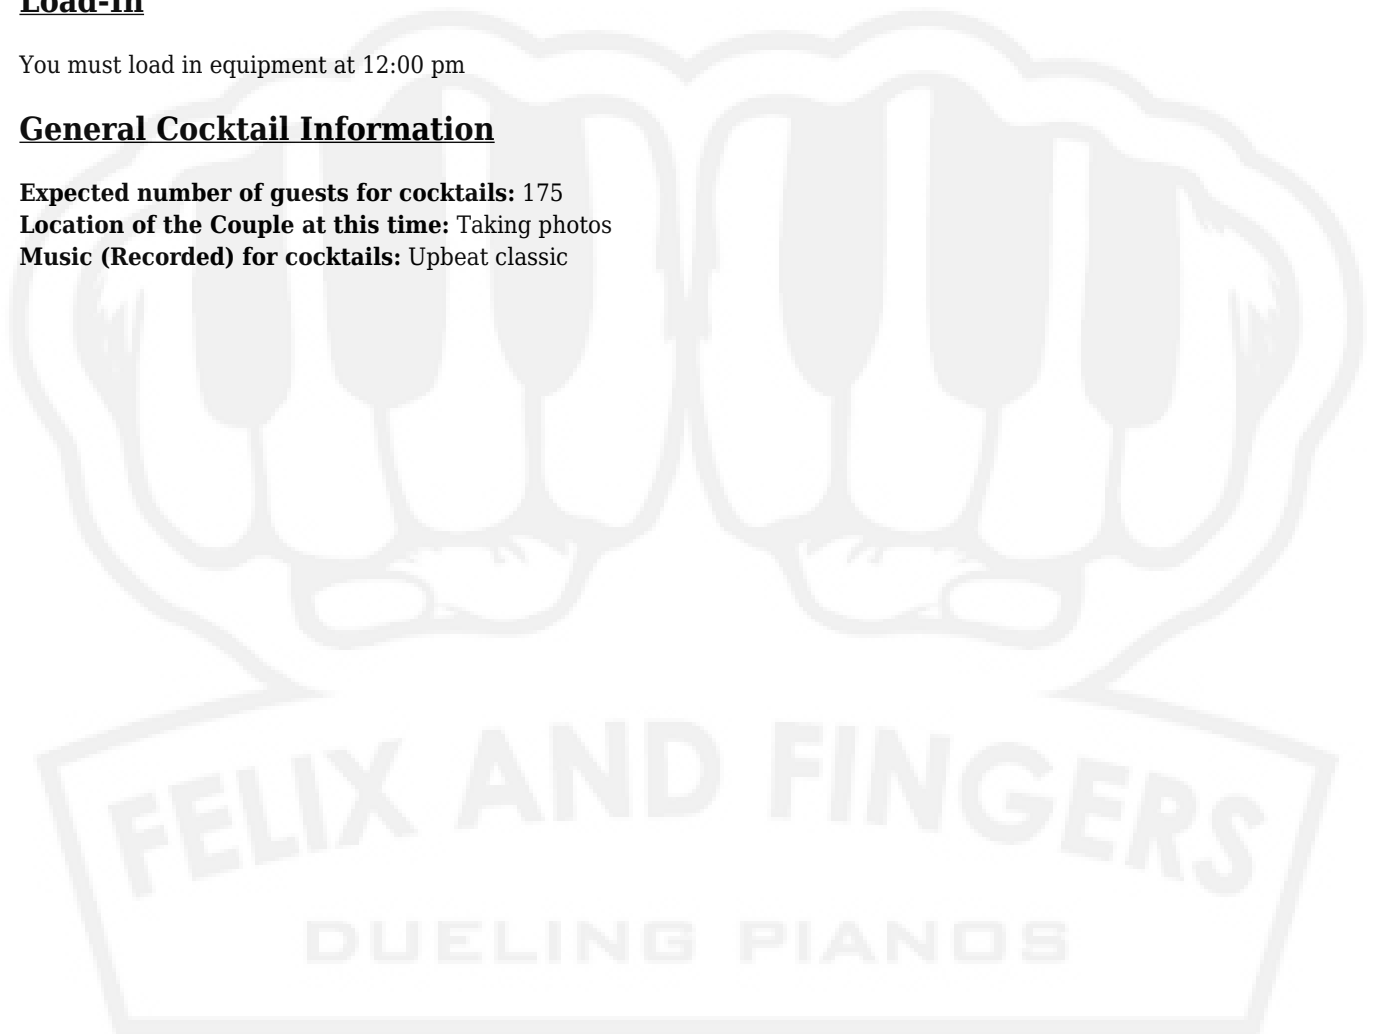 Load-In
You must load in equipment at 12:00 pm
General Cocktail Information
Expected number of guests for cocktails: 175
Location of the Couple at this time: Taking photos
Music (Recorded) for cocktails: Upbeat classic
FELIX AND FINGERS
DUELING PIANOS